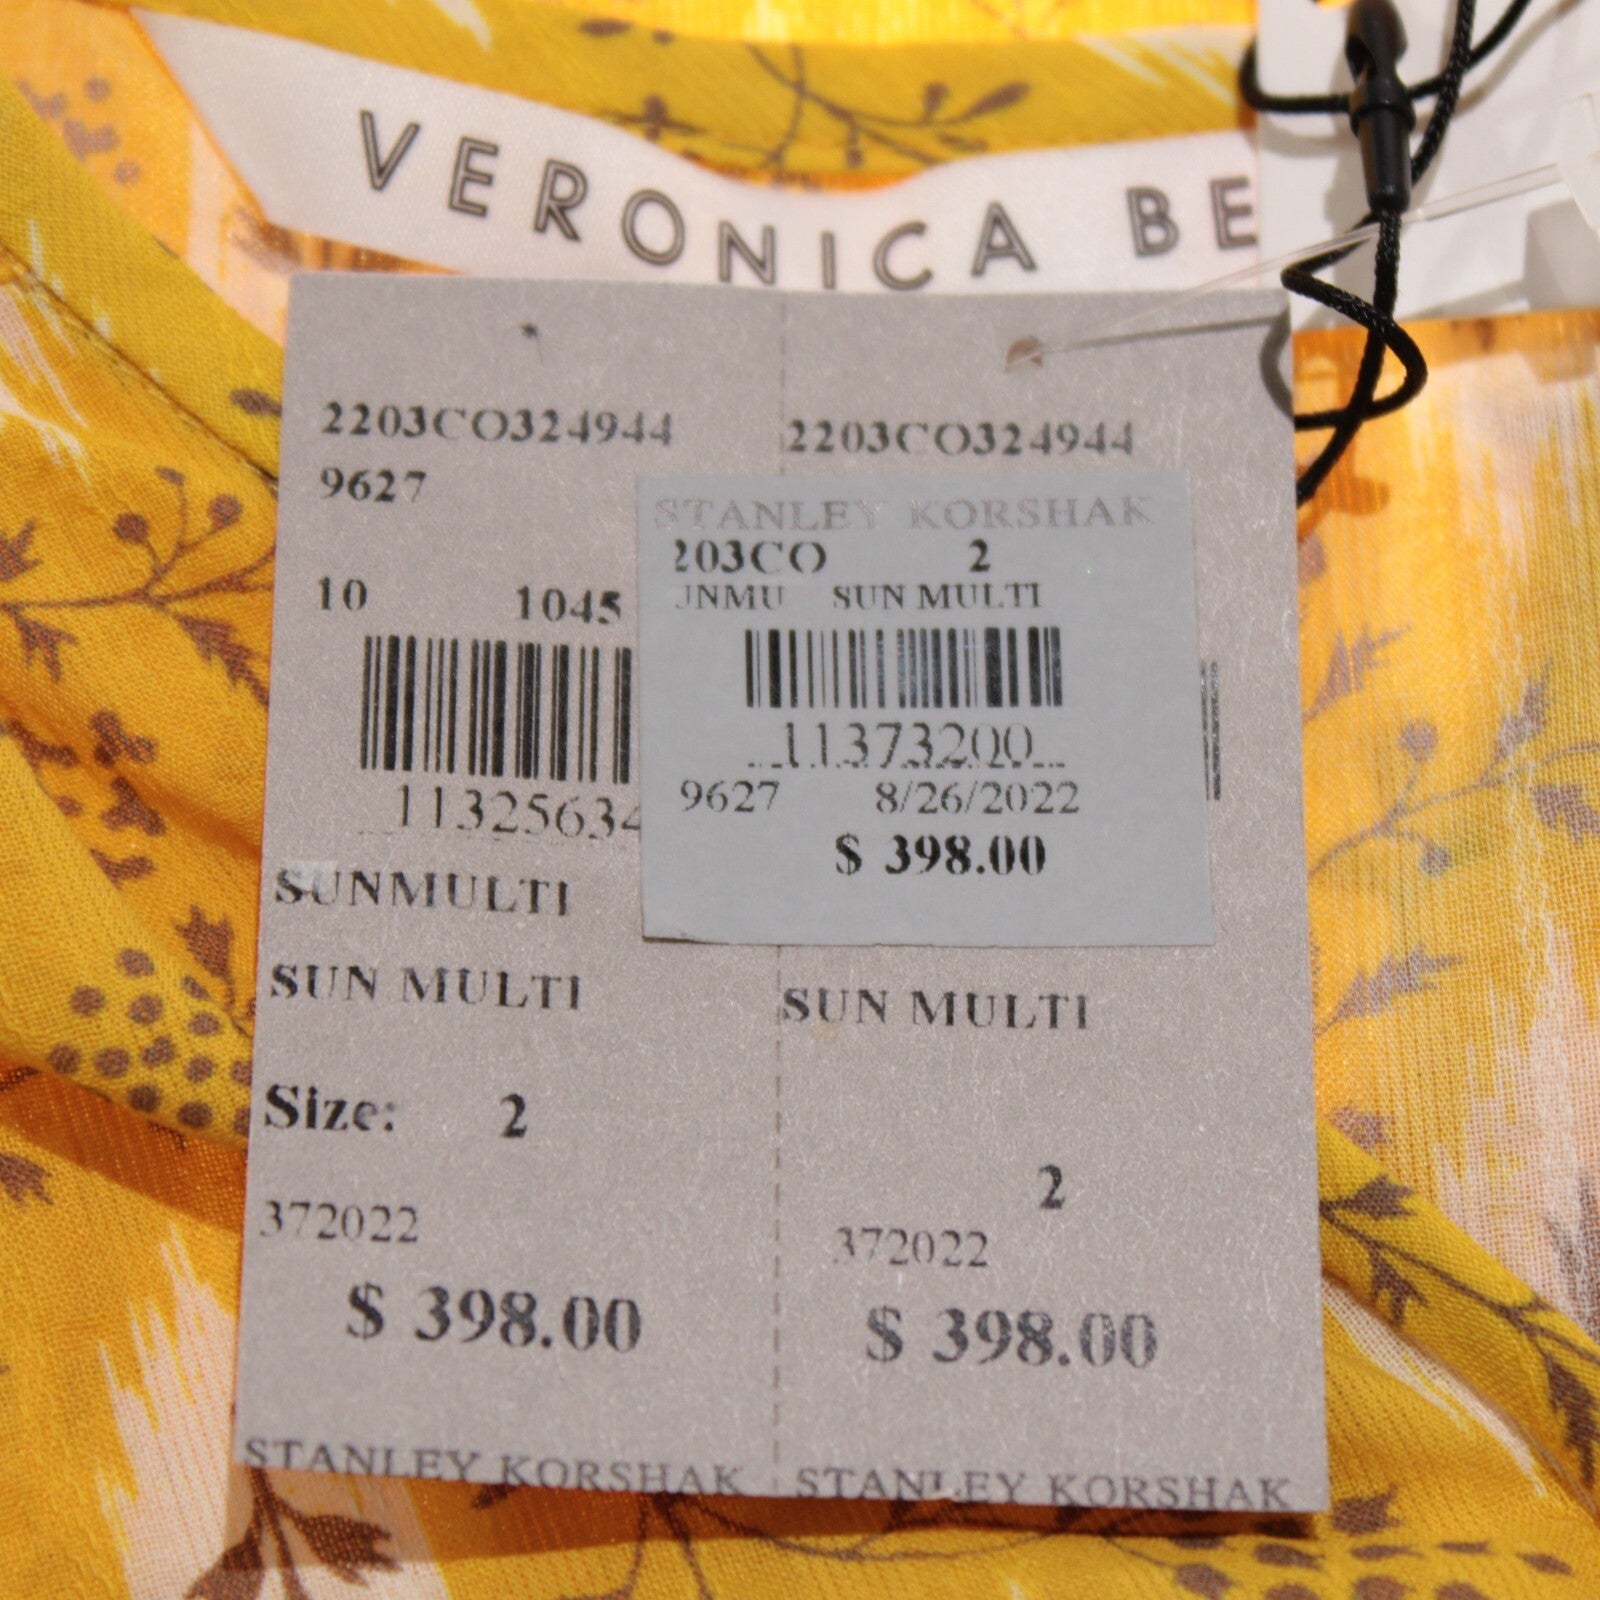 VERONICA BE
2203CO324944
9627
10 1045
11325634
SUNMULTI
SUN MULTI
Size: 2
372022
$ 398.00
STANLEY KORSHAK
2203CO324944
STANLEY KORSHAK
203CO 2
JNMU SUN MULTI
11373200
9627 8/26/2022
$ 398.00
SUN MULTI
2
372022
$ 398.00
STANLEY KORSHAK